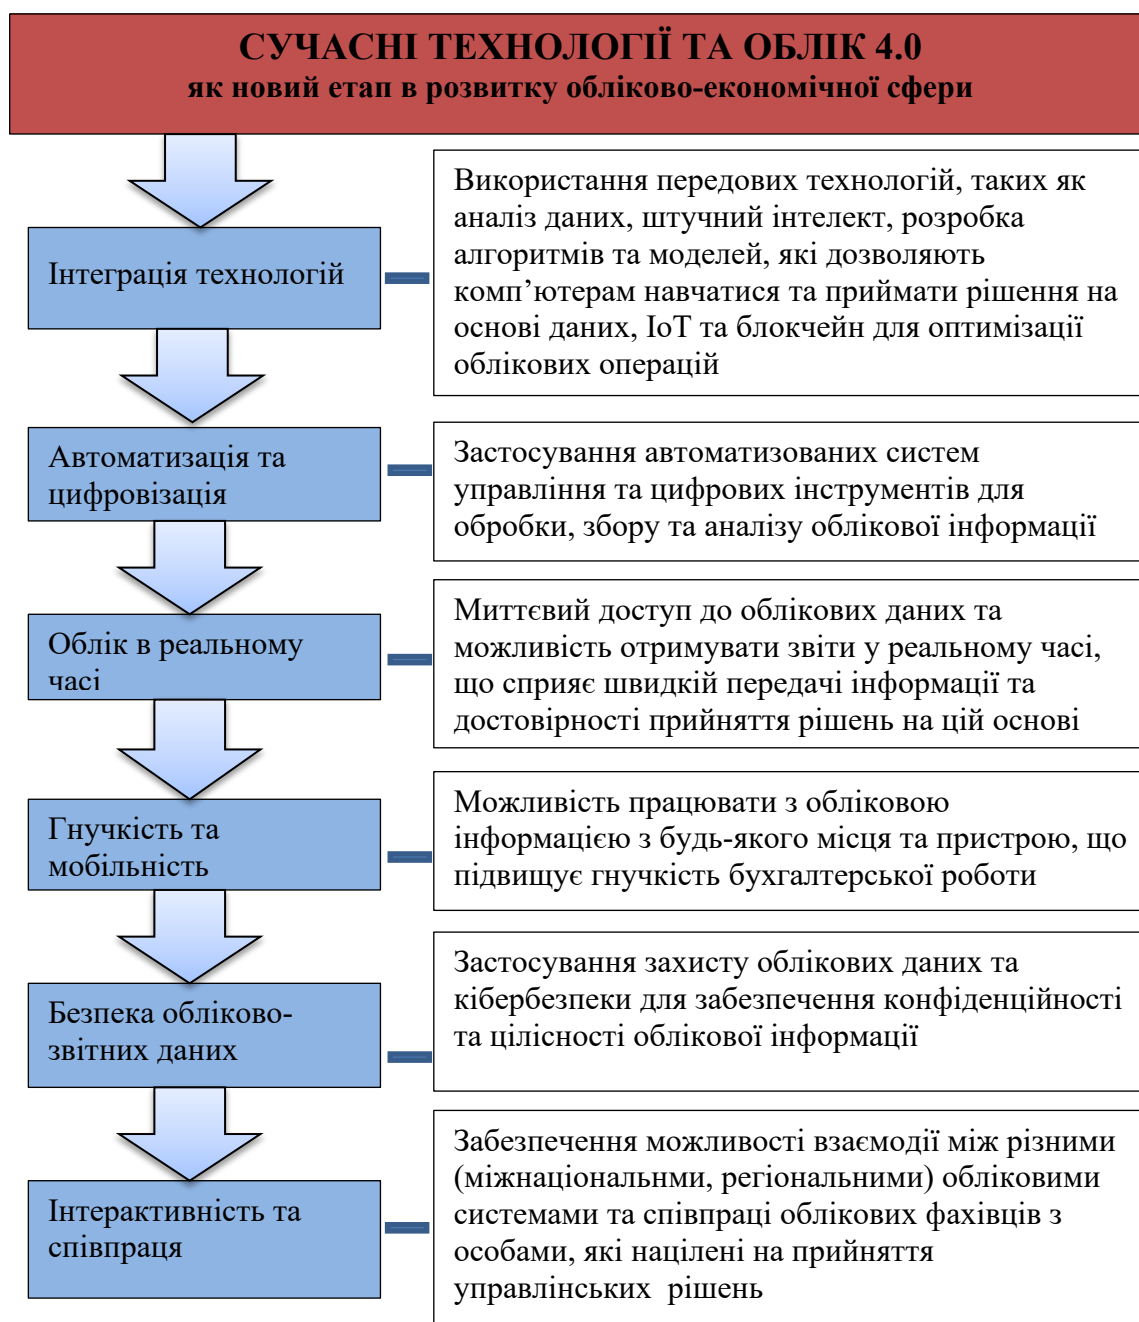 СУЧАСНІ ТЕХНОЛОГІЇ ТА ОБЛІК 4.0
як новий етап в розвитку обліково-економічної сфери
Інтеграція технологій
Використання передових технологій, таких як
аналіз даних, штучний інтелект, розробка
алгоритмів та моделей, які дозволяють
комп’ютерам навчатися та приймати рішення на
основі даних, IoT та блокчейн для оптимізації
облікових операцій
Автоматизація та
цифровізація
Застосування автоматизованих систем
управління та цифрових інструментів для
обробки, збору та аналізу облікової інформації
Облік в реальному
часі
Миттєвий доступ до облікових даних та
можливість отримувати звіти у реальному часі,
що сприяє швидкій передачі інформації та
достовірності прийняття рішень на цій основі
Гнучкість та
мобільність
Можливість працювати з обліковою
інформацією з будь-якого місця та пристрою, що
підвищує гнучкість бухгалтерської роботи
Безпека обліково-
звітних даних
Застосування захисту облікових даних та
кібербезпеки для забезпечення конфіденційності
та цілісності облікової інформації
Інтерактивність та
співпраця
Забезпечення можливості взаємодії між різними
(міжнаціональнми, регіональними) обліковими
системами та співпраці облікових фахівців з
особами, які націлені на прийняття
управлінських рішень